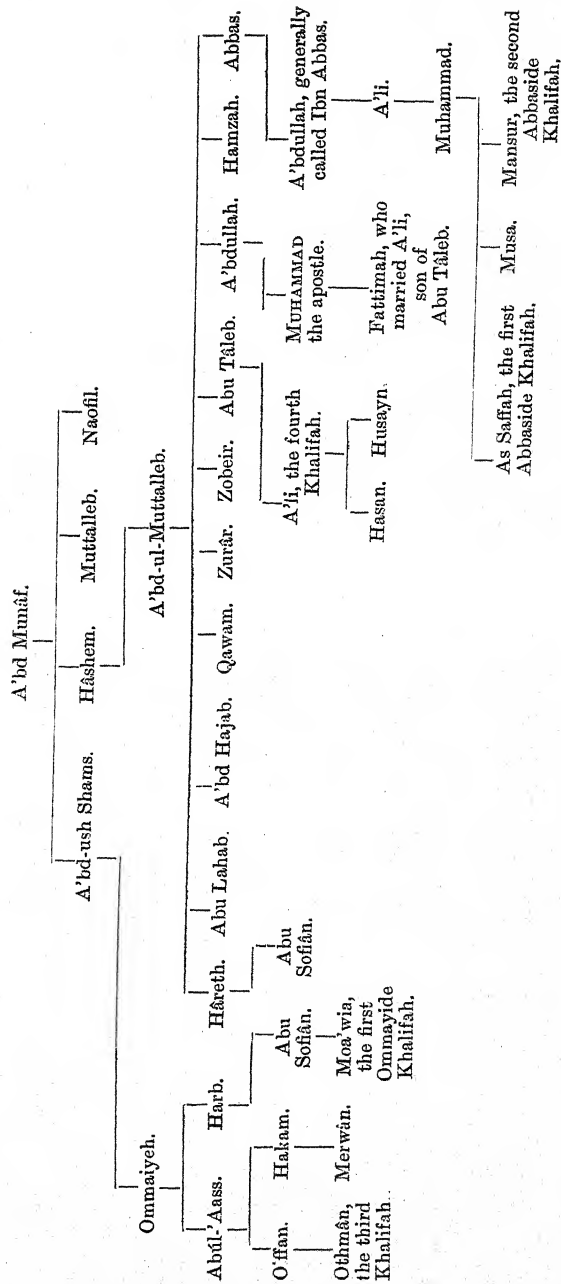 A'bd Munâf.
A'bd-ush Shams. Hâshem. Muttalleb. Naofil.
Ommaiyeh. A'bd-ul-Muttalleb.
Abúl-'Aass. Harb. Hâreth. Abu Lahab. A'bd Hajab. Qawam. Zurâr. Zobeir. Abu Tâleb. A'bdullah. Hamzah. Abbas.
O'ffan. Hakam. Abu
Sofiân. Abu
Sofiân. A'li, the fourth
Khalifah. MUHAMMAD
the apostle. A'bdullah, generally
called Ibn Abbas.
Othmân,
the third
Khalifah. Merwân. Moa'wia,
the first
Ommayide
Khalifah. Hasan. Husayn. Fattimah, who
married A'li,
son of
Abu Tâleb. A'li.
Muhammad.
As Saffah, the first
Abbaside Khalifah. Musa. Mansur, the second
Abbaside
Khalifah.